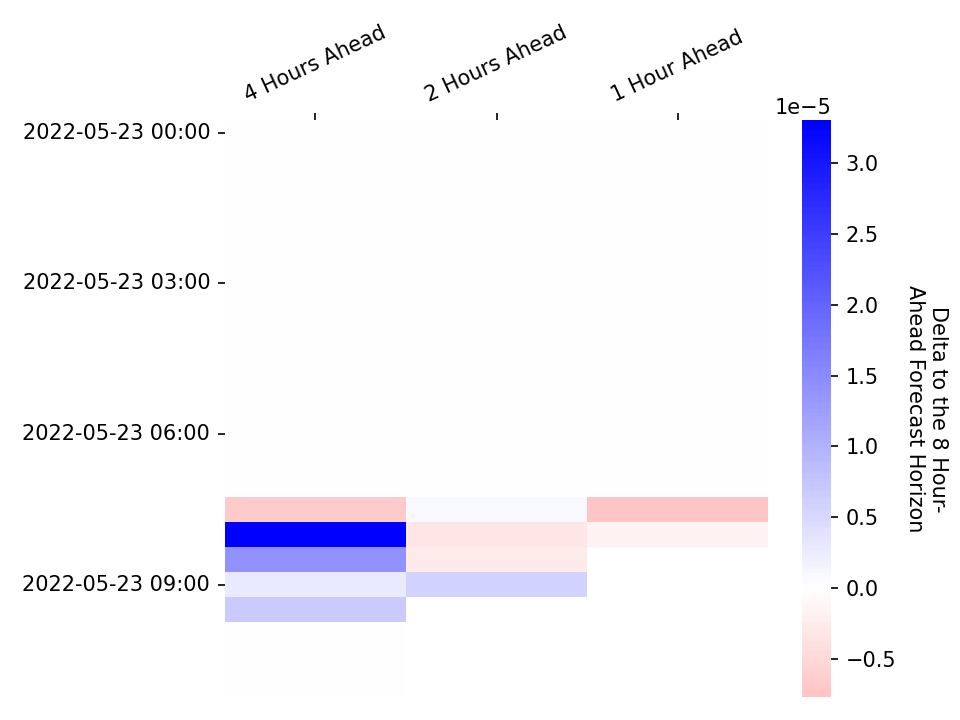 4 Hours Ahead
2 Hours Ahead
1 Hour Ahead
1e−5
2022-05-23 00:00
2022-05-23 03:00
2022-05-23 06:00
2022-05-23 09:00
3.0
2.5
2.0
1.5
1.0
0.5
0.0
−0.5
Delta to the 8 Hour-
Ahead Forecast Horizon